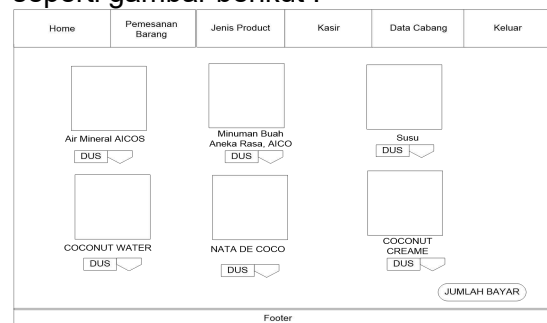 seperti gambar berikut :
Home
Pemesanan
Barang
Jenis Product
Kasir
Data Cabang
Keluar
Air Mineral AICOS
DUS
Minuman Buah
Aneka Rasa, AICO
DUS
Susu
DUS
COCONUT WATER
DUS
NATA DE COCO
DUS
COCONUT
CREAME
DUS
JUMLAH BAYAR
Footer